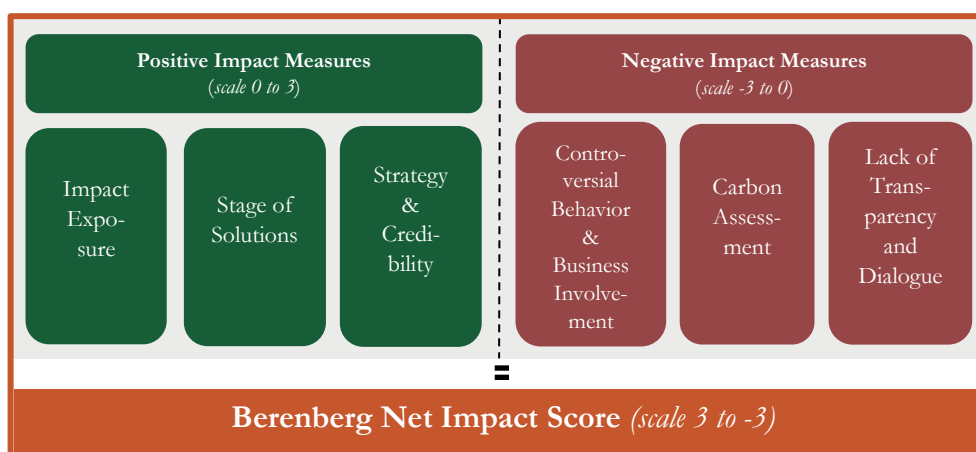 Positive Impact Measures
(scale 0 to 3)
Impact
Expo-
sure
Stage of
Solutions
Strategy
&
Credi-
bility
Negative Impact Measures
(scale -3 to 0)
Contro-
versial
Behavior
&
Business
Involve-
ment
Carbon
Assess-
ment
Lack of
Trans-
parency
and
Dialogue
=
Berenberg Net Impact Score (scale 3 to -3)